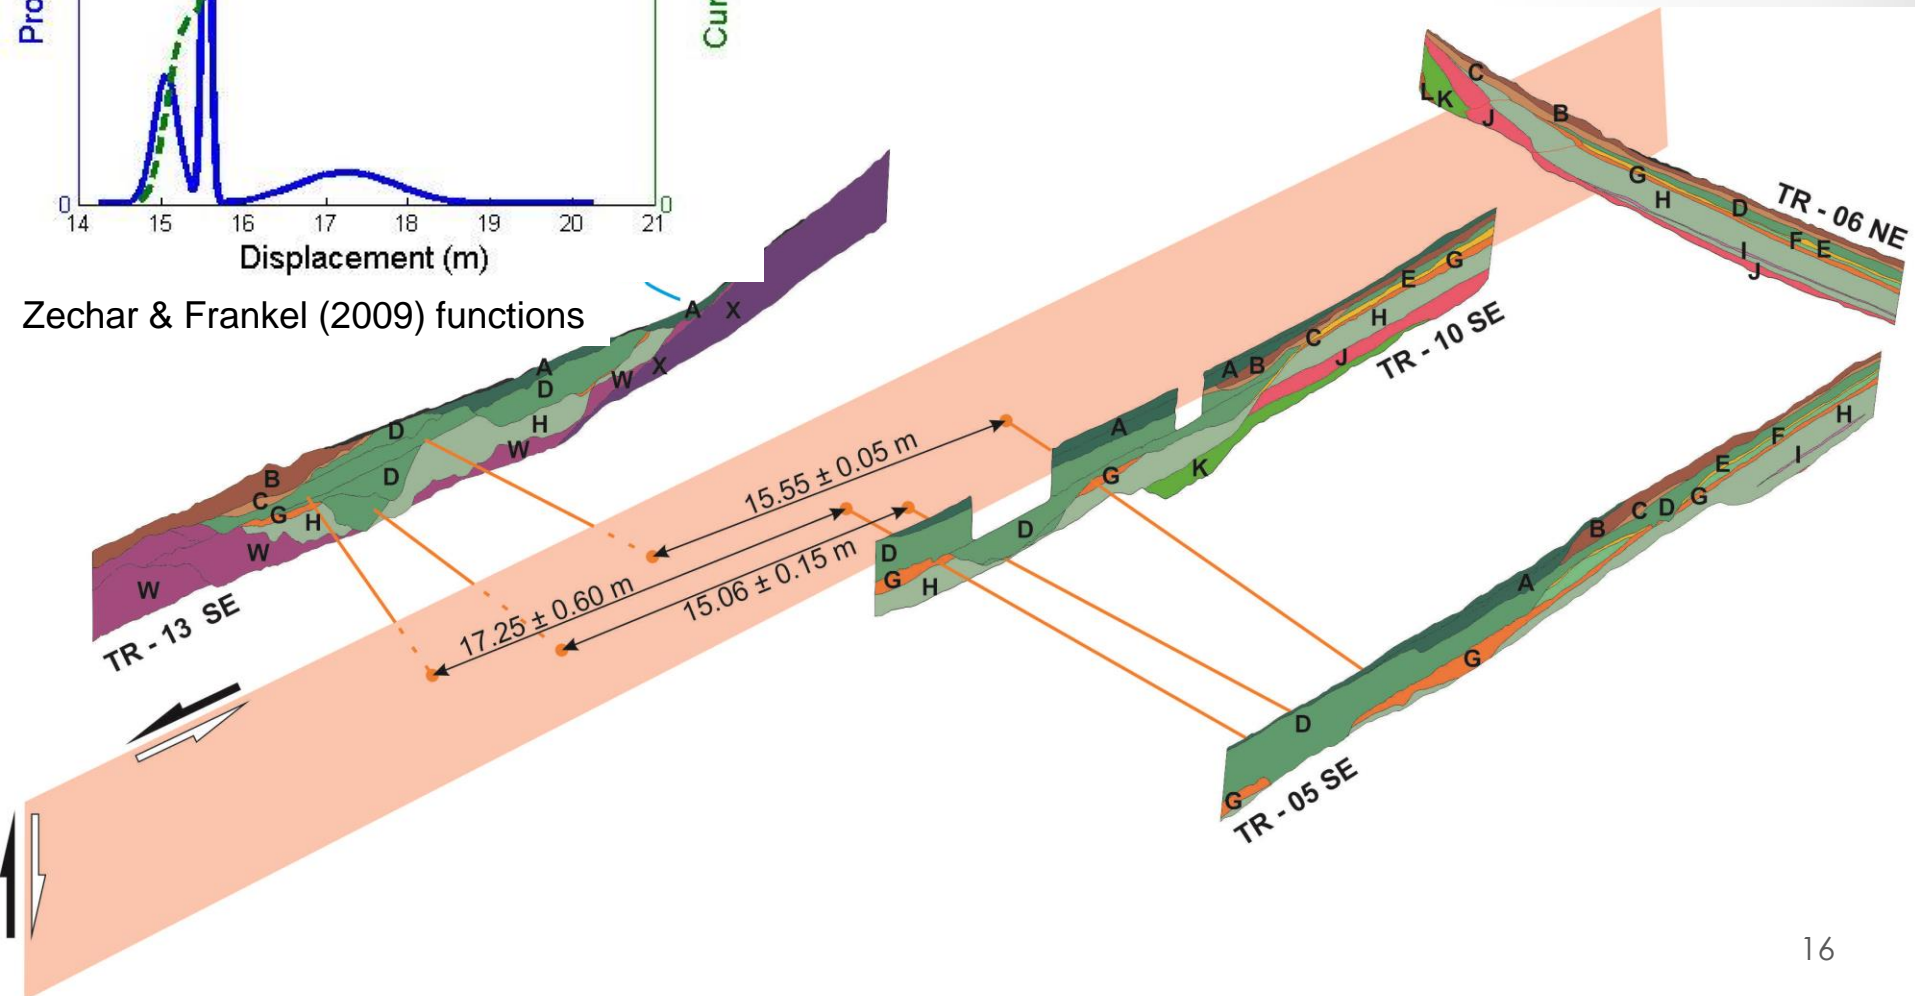 Pro
Cur
0
0
14 15 16 17 18 19 20 21
Displacement (m)
Zechar & Frankel (2009) functions
A X
A
D
W X
D
H
W
B
D
C
G H
W
W
TR - 13 SE
15.55 ± 0.05 m
17.25 ± 0.60 m
15.06 ± 0.15 m
C
L K
J
B
G
H
D
F E
I
J
TR - 06 NE
G
E
H
C
J
A B
TR - 10 SE
A
G
K
D
D
G
H
H
F
I
E
C D G
B
A
G
D
G
TR - 05 SE
16